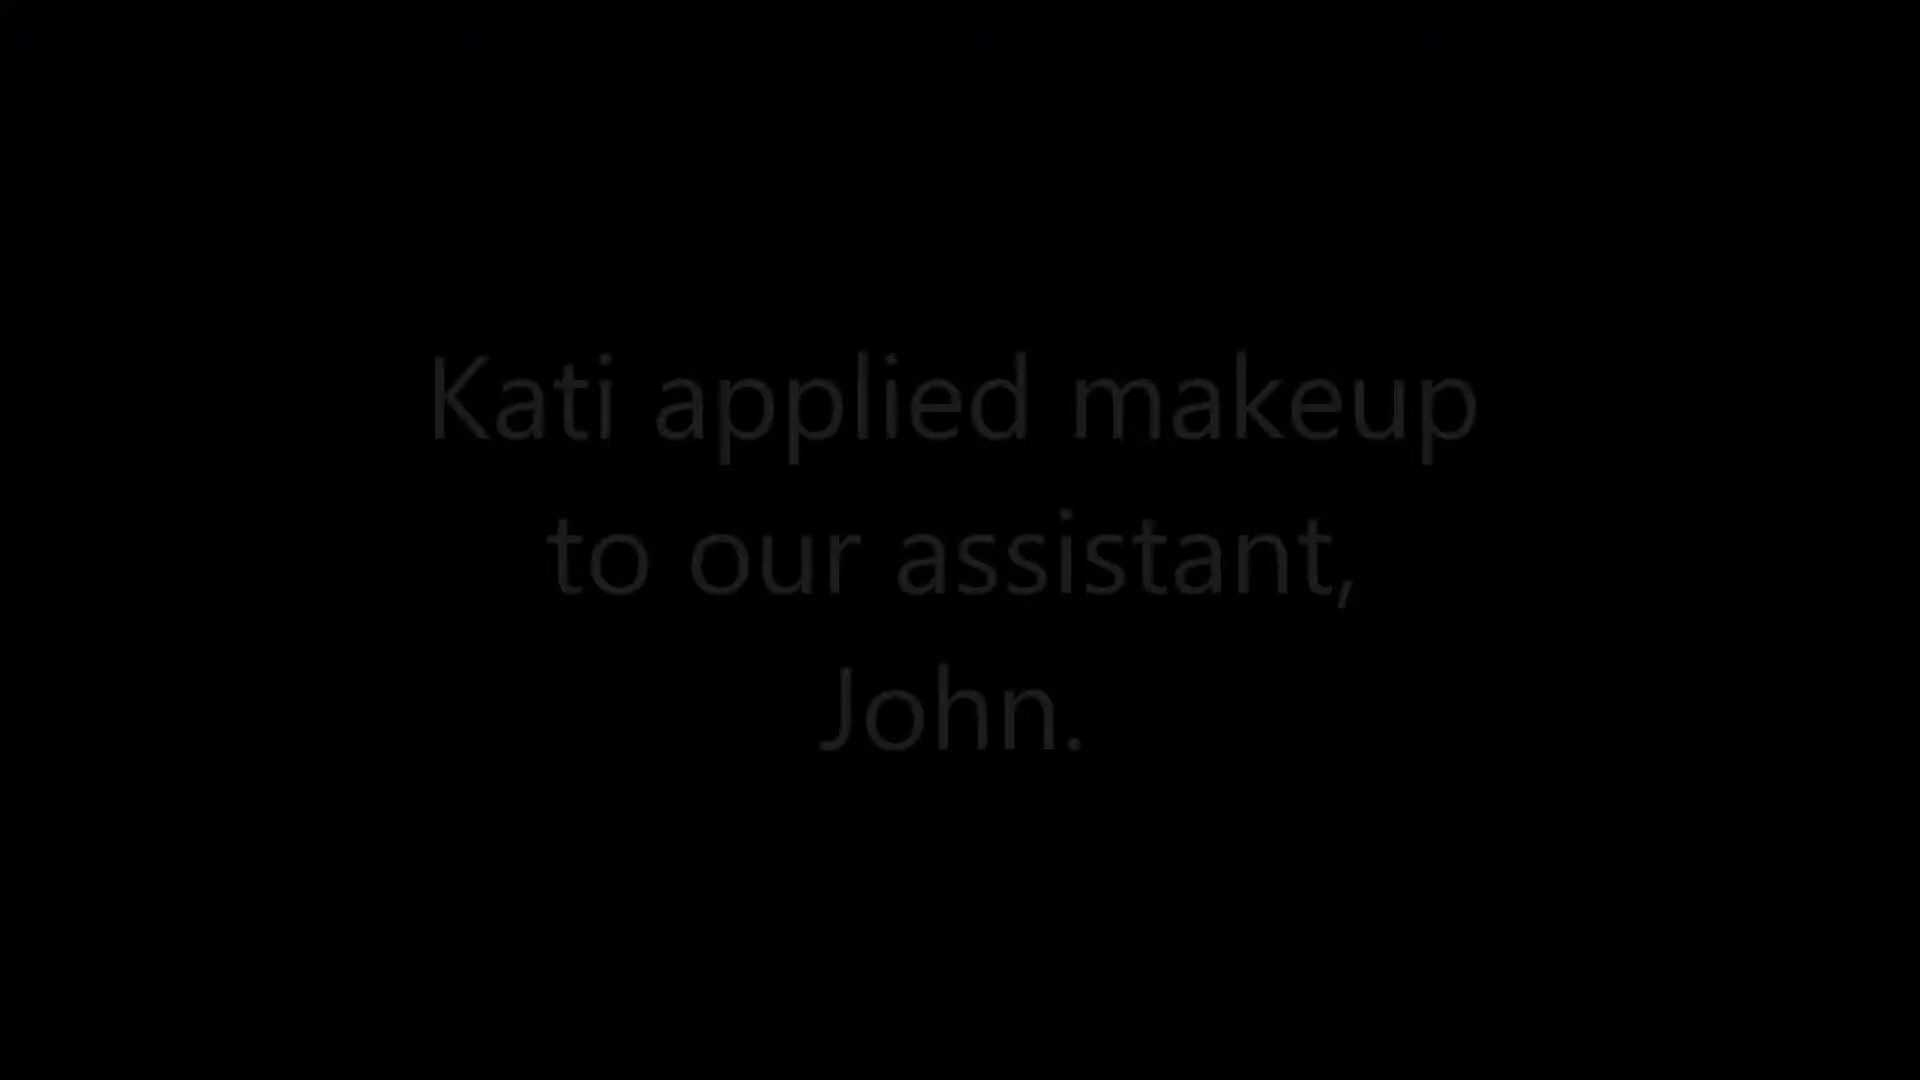 Kati applied makeup
to our assistant,
John.